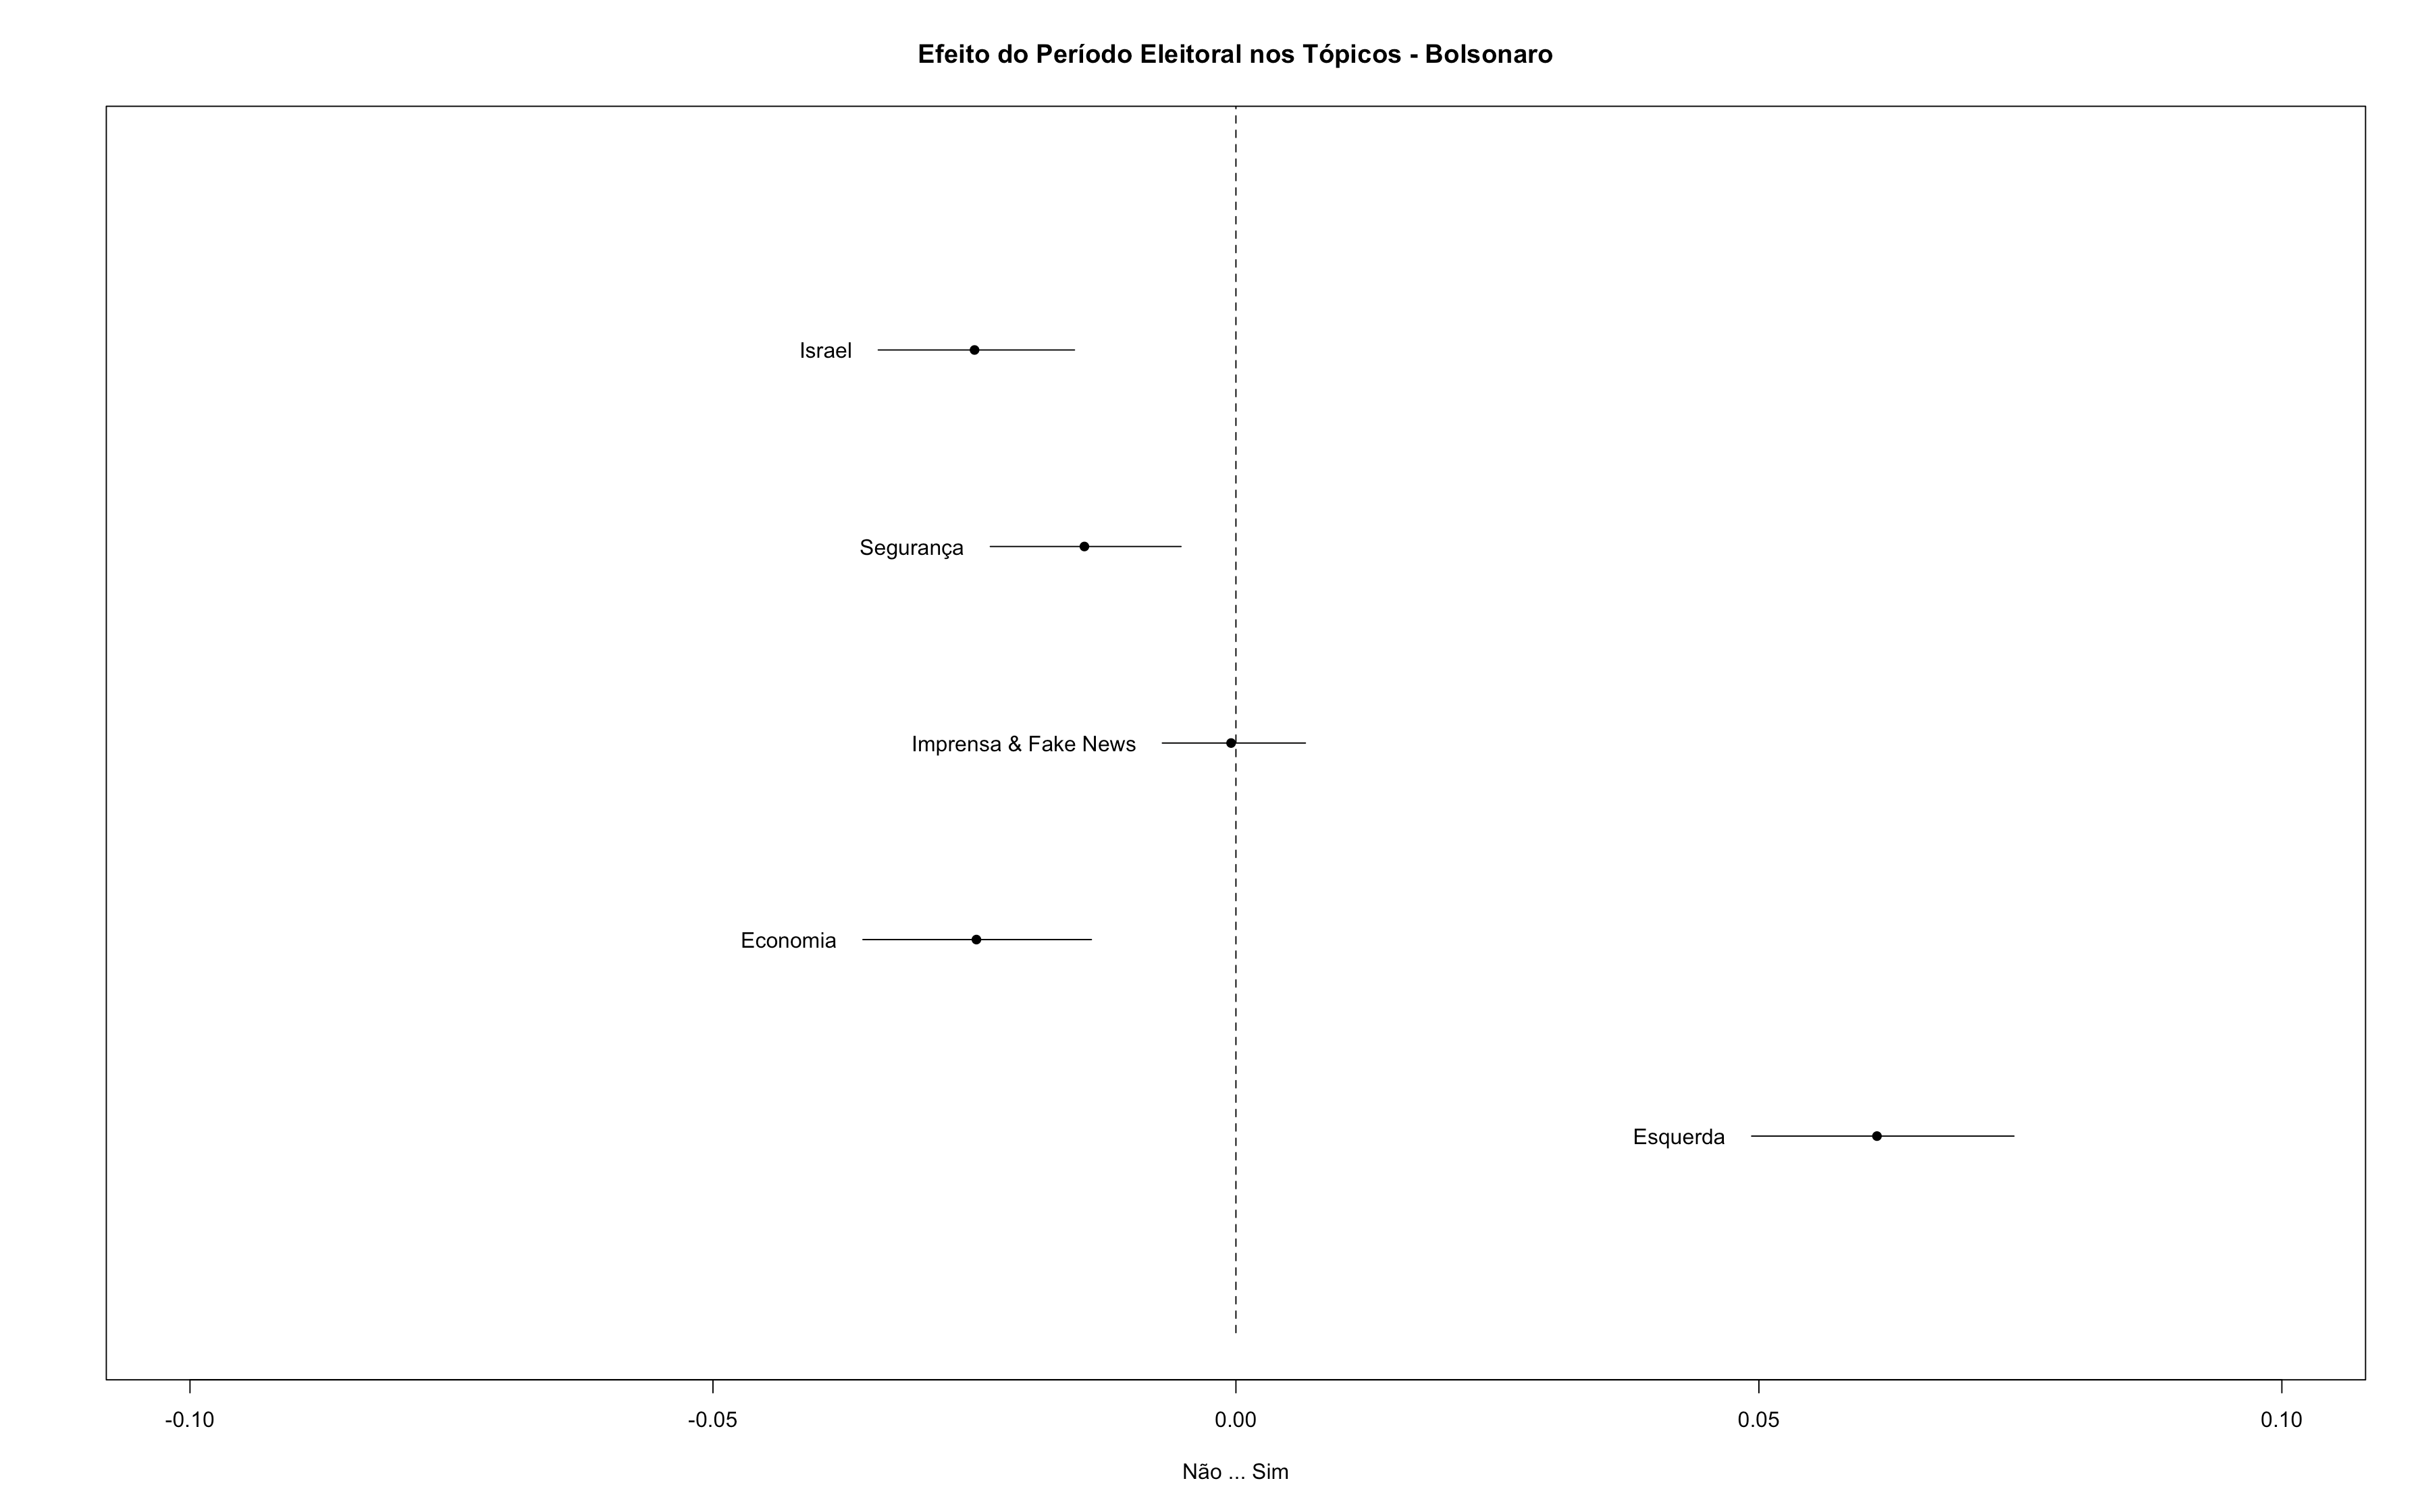 Efeito do Período Eleitoral nos Tópicos - Bolsonaro
Israel
Segurança
Imprensa & Fake News
Economia
Esquerda
-0.10 -0.05 0.00 0.05 0.10
Não ... Sim